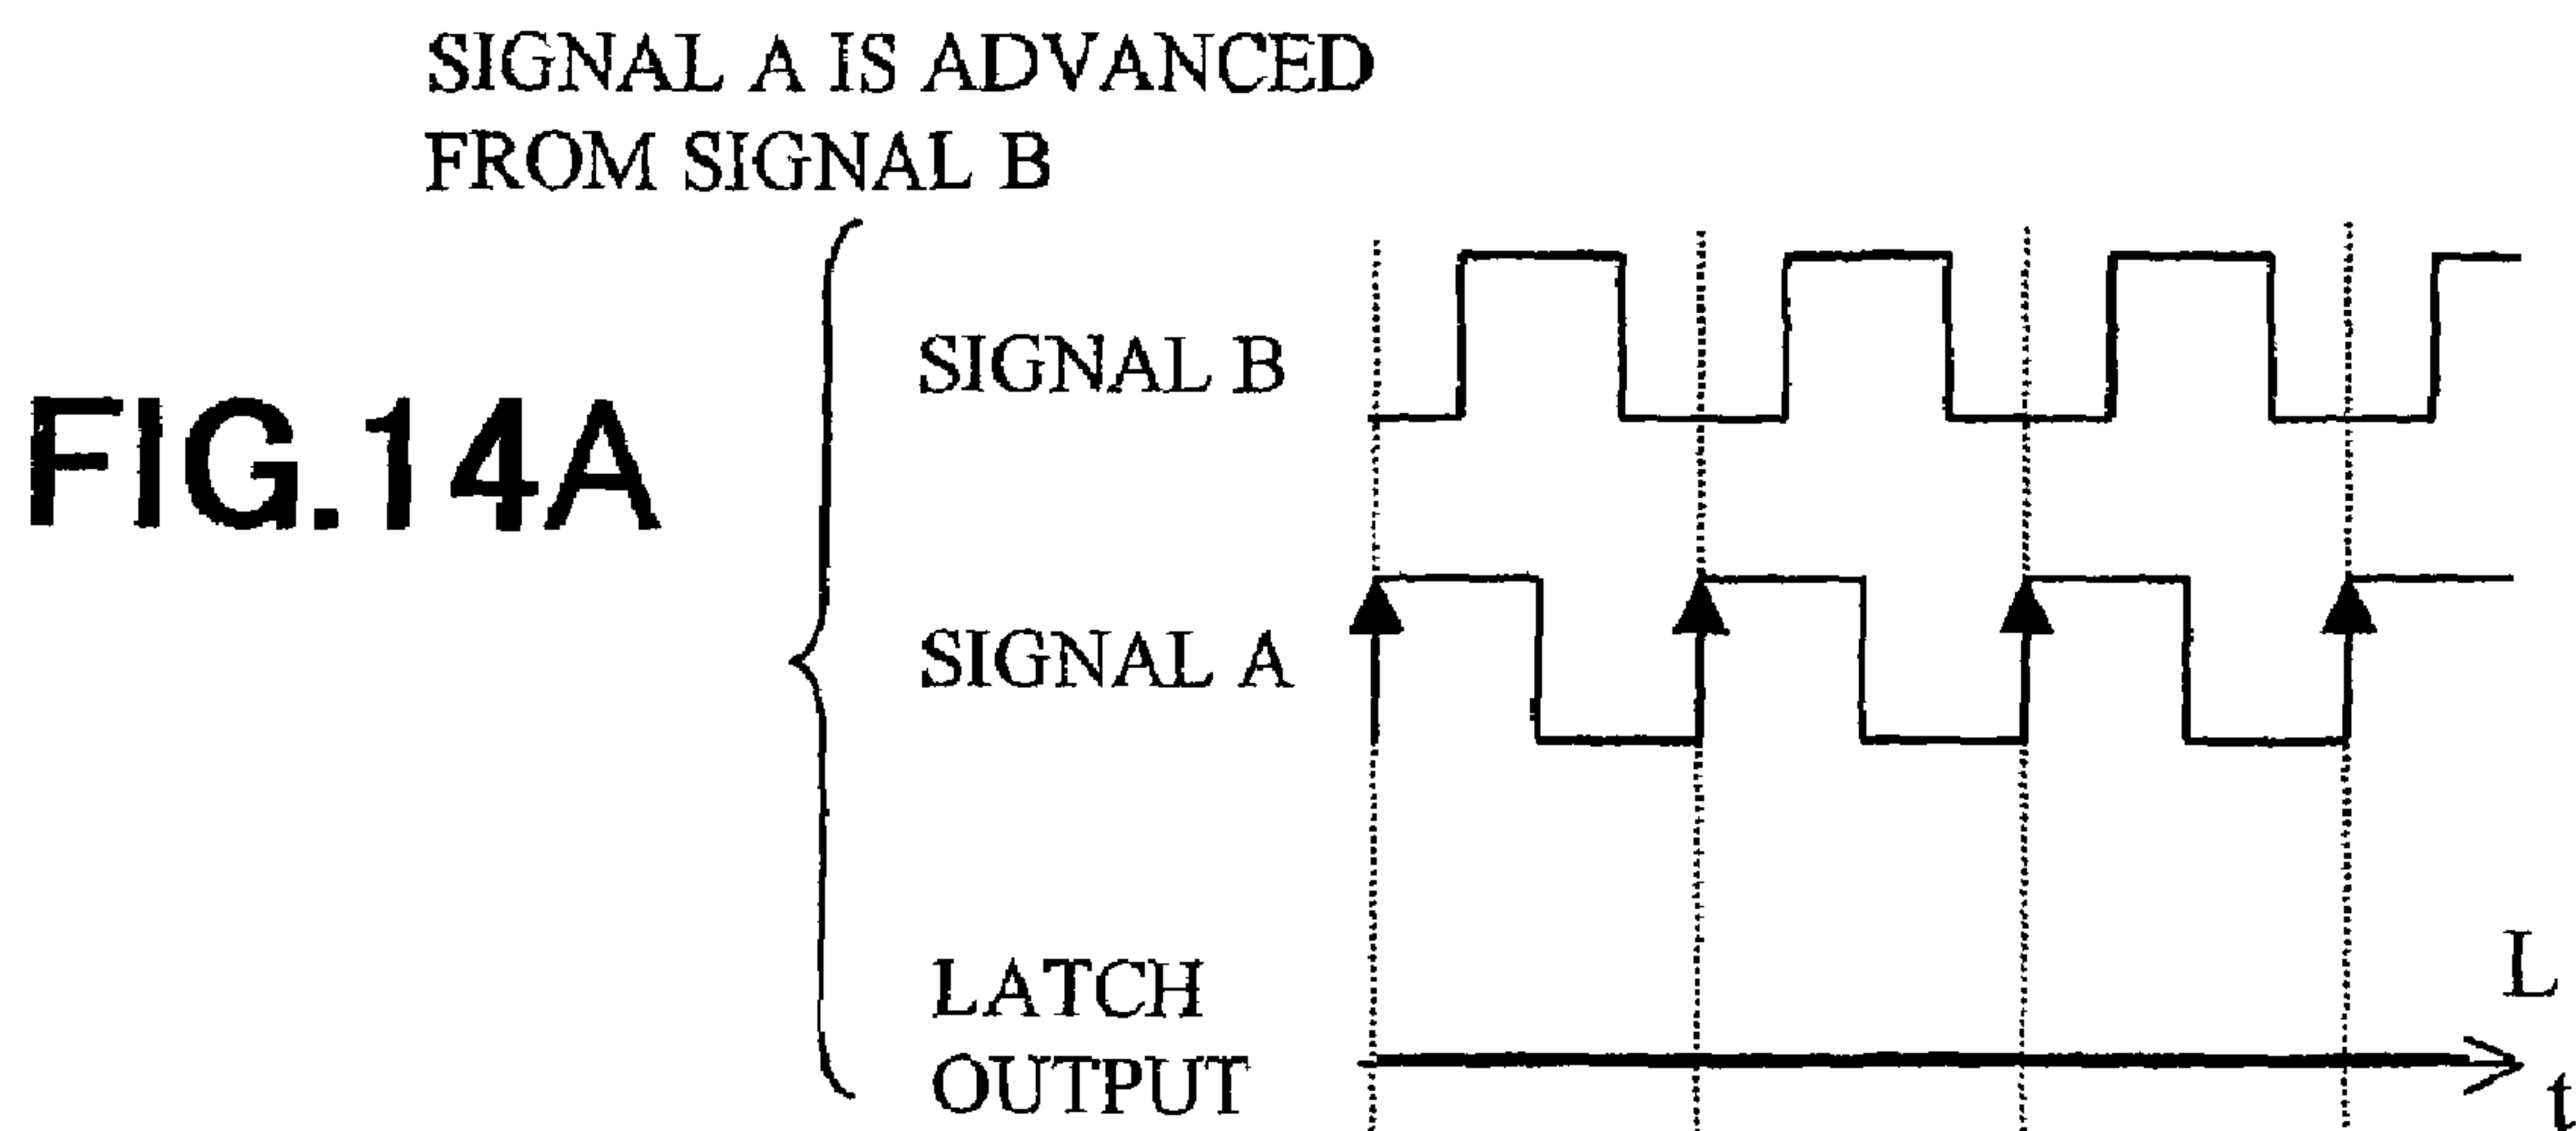 SIGNAL A IS ADVANCED
FROM SIGNAL B
FIG.14A
SIGNAL B
SIGNAL A
LATCH
OUTPUT
L
t